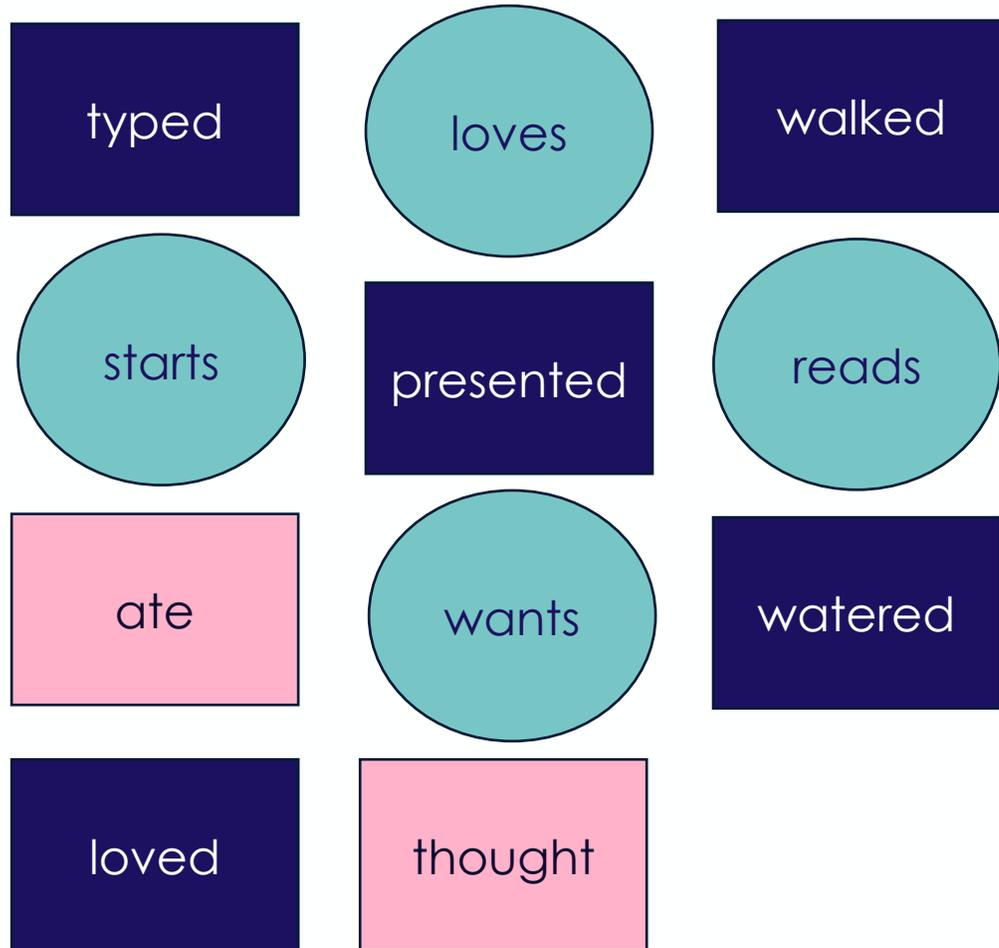 typed
loves
walked
starts
presented
reads
ate
wants
watered
loved
thought